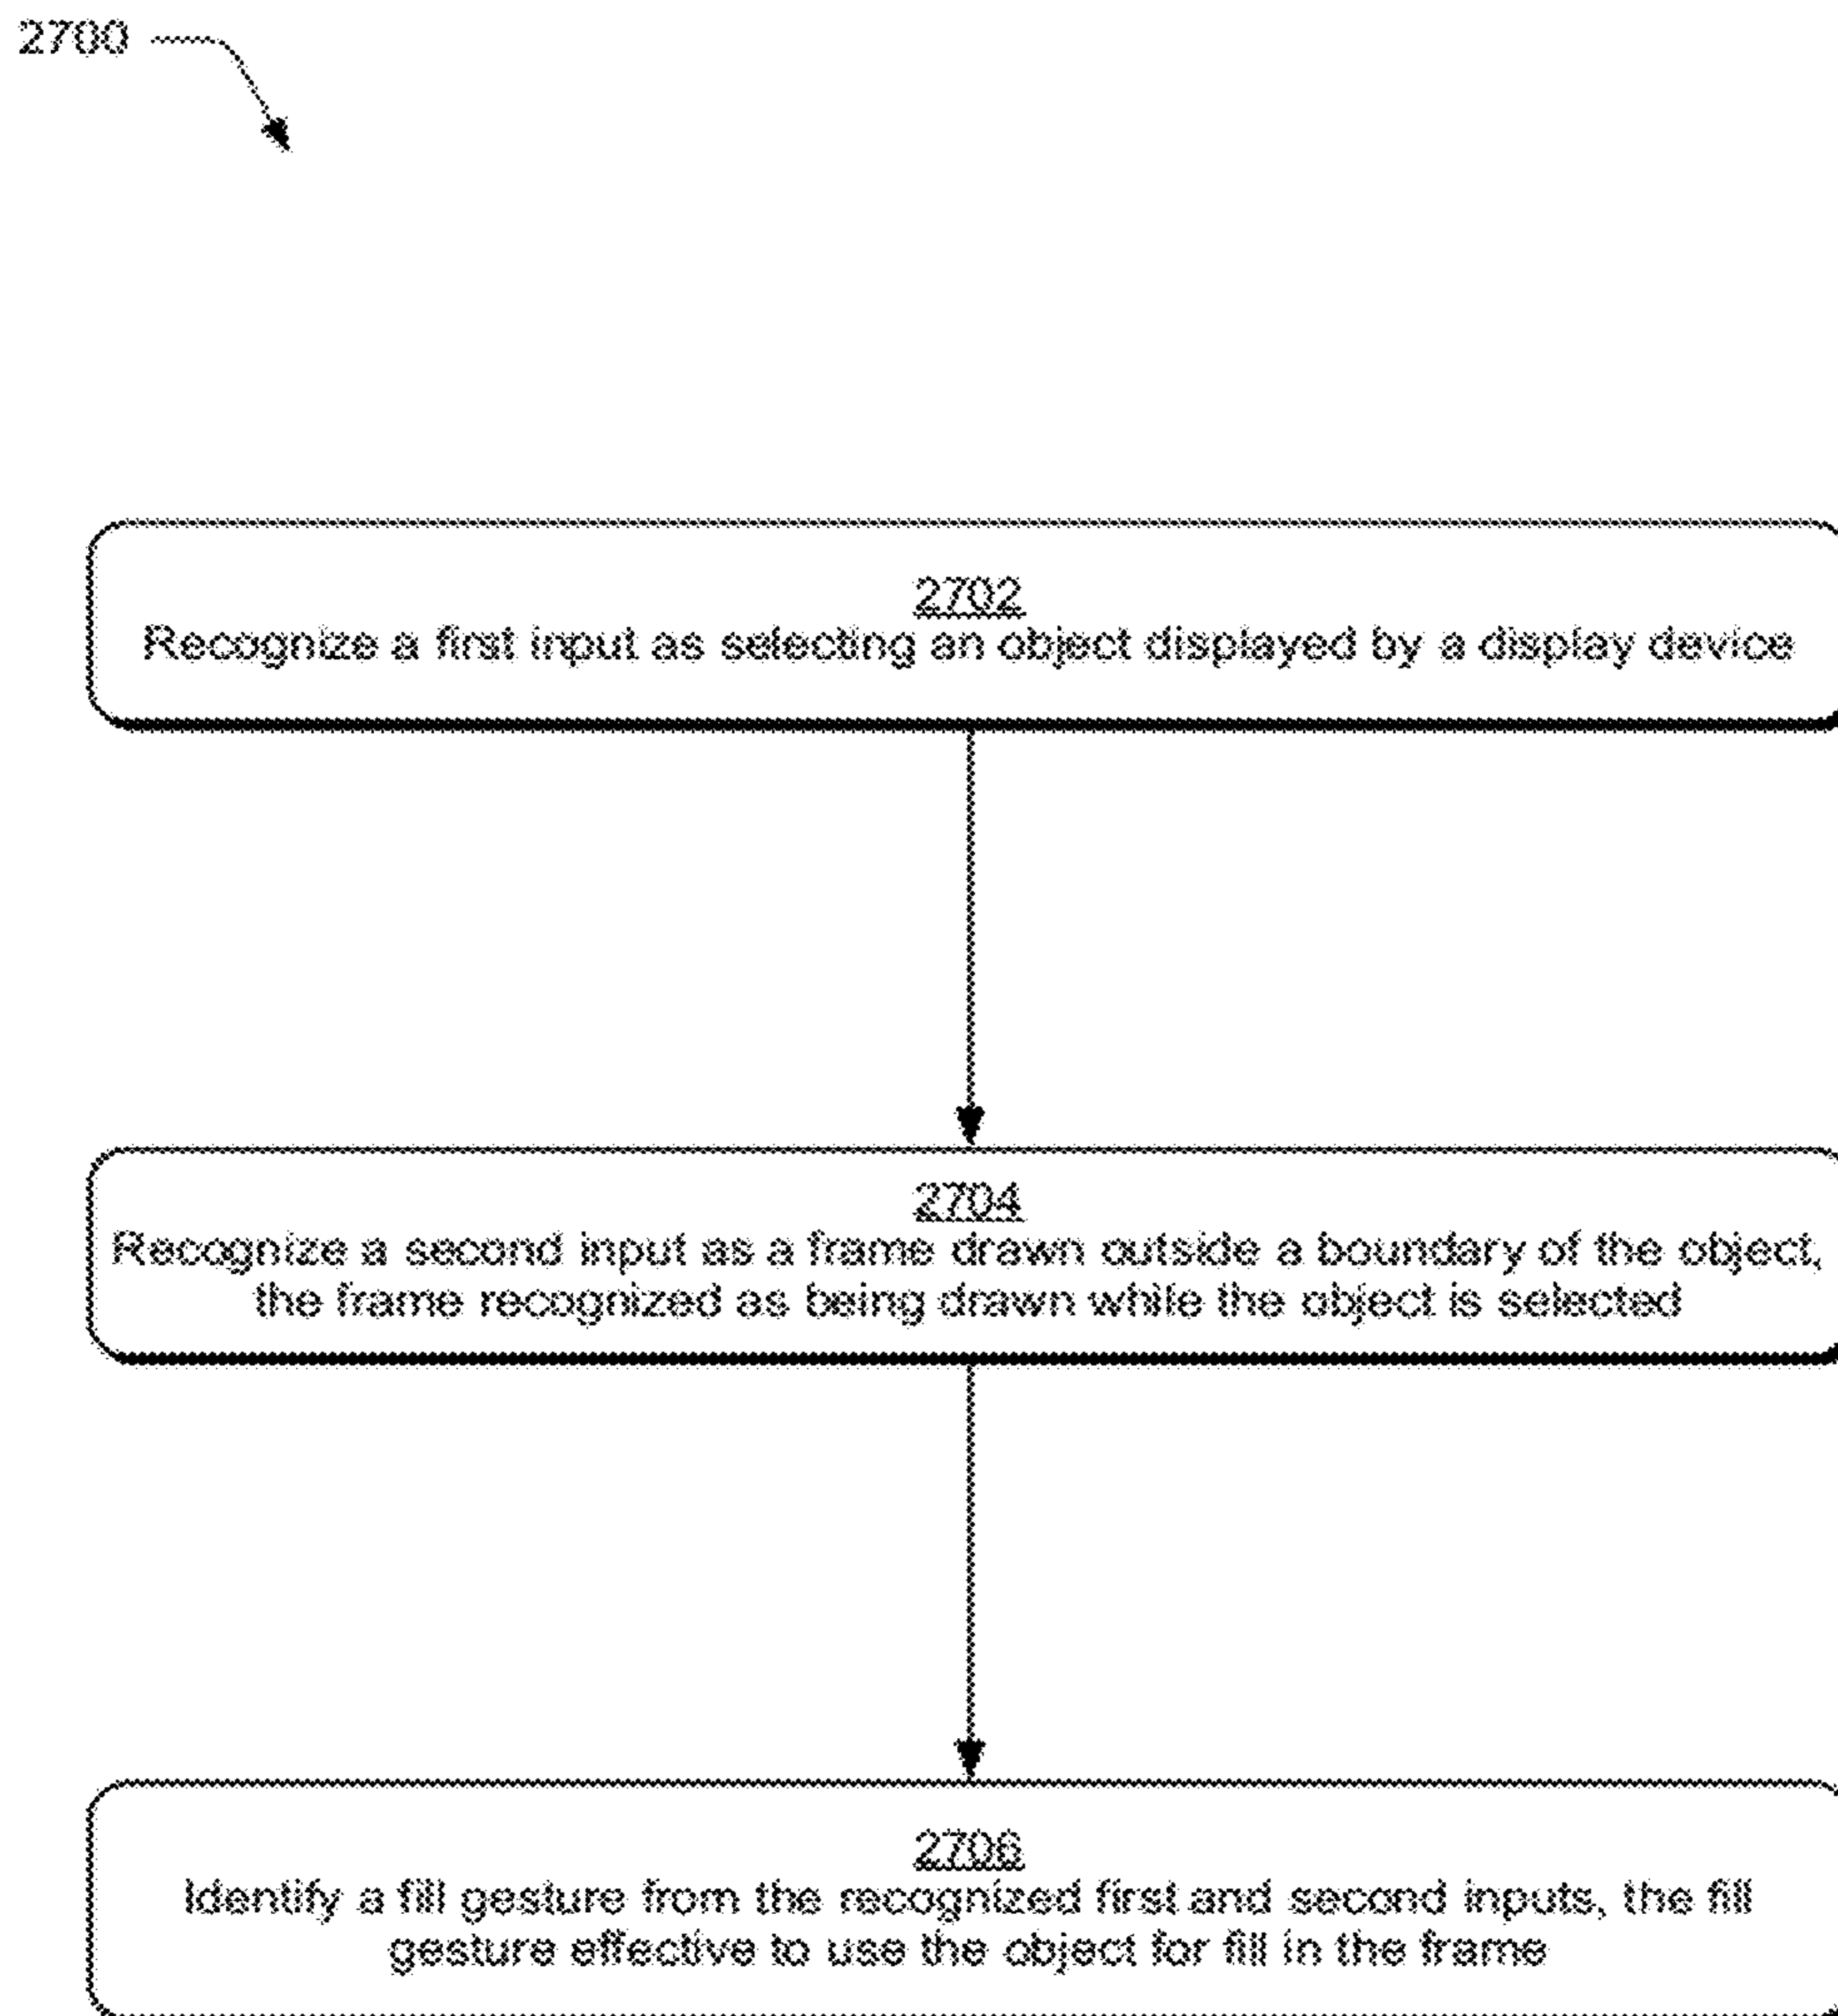 2700
2702
Recognize a first input as selecting an object displayed by a display device
2704
Recognize a second input as a frame drawn outside a boundary of the object,
the frame recognized as being drawn while the object is selected
2706
Identify a fill gesture from the recognized first and second inputs, the fill
gesture effective to use the object for fill in the frame